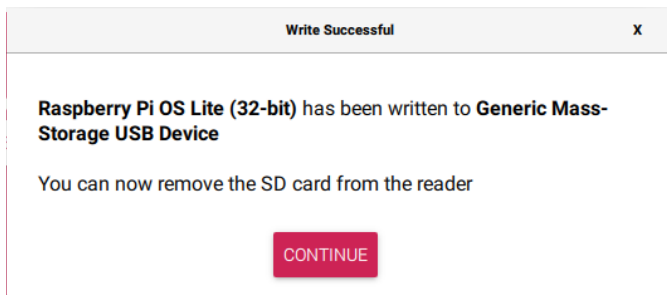 Write Successful X
Raspberry Pi OS Lite (32-bit) has been written to Generic Mass-
Storage USB Device
You can now remove the SD card from the reader
CONTINUE